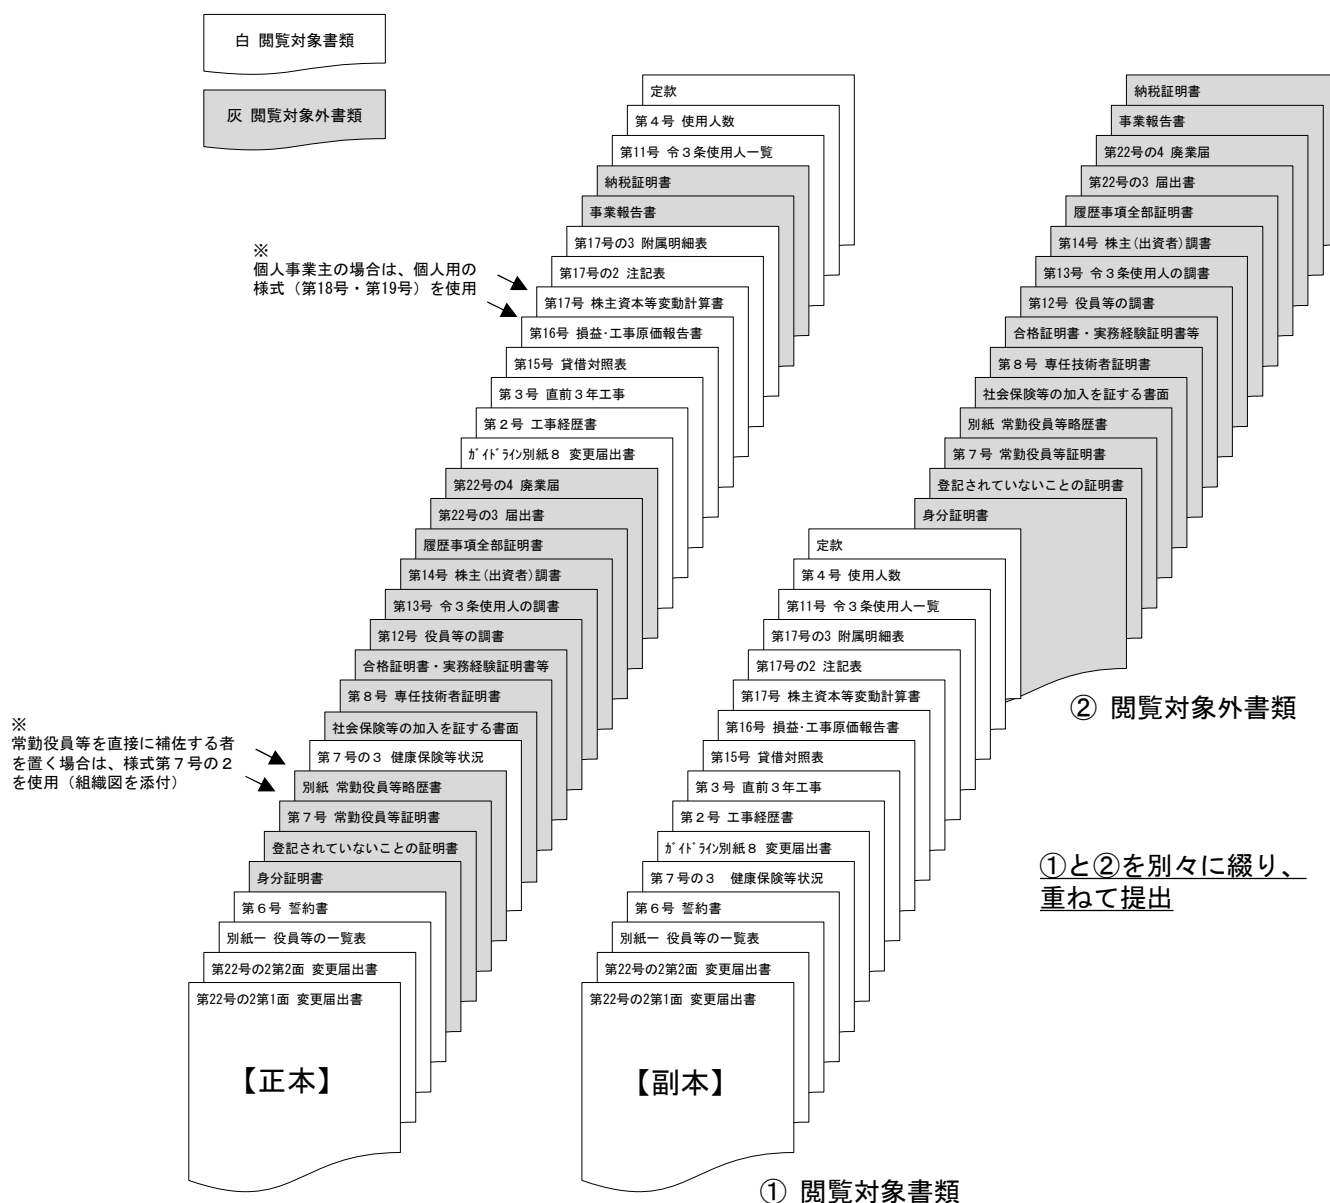 白 閲覧対象書類
灰 閲覧対象外書類
※
個人事業主の場合は、個人用の
様式（第18号・第19号）を使用
※
常勤役員等を直接に補佐する者
を置く場合は、様式第７号の２
を使用（組織図を添付）
定款
第４号 使用人数
第11号 令３条使用人一覧
納税証明書
事業報告書
第17号の3 附属明細表
第17号の2 注記表
第17号 株主資本等変動計算書
第16号 損益･工事原価報告書
第15号 貸借対照表
第３号 直前３年工事
第２号 工事経歴書
ｶﾞｲﾄﾞﾗｲﾝ別紙８ 変更届出書
第22号の4 廃業届
第22号の3 届出書
履歴事項全部証明書
第14号 株主(出資者)調書
第13号 令３条使用人の調書
第12号 役員等の調書
合格証明書・実務経験証明書等
第８号 専任技術者証明書
社会保険等の加入を証する書面
第７号の３ 健康保険等状況
別紙 常勤役員等略歴書
第７号 常勤役員等証明書
登記されていないことの証明書
身分証明書
第６号 誓約書
別紙一 役員等の一覧表
第22号の2第2面 変更届出書
第22号の2第1面 変更届出書
【正本】
定款
第４号 使用人数
第11号 令３条使用人一覧
第17号の3 附属明細表
第17号の2 注記表
第17号 株主資本等変動計算書
第16号 損益･工事原価報告書
第15号 貸借対照表
第３号 直前３年工事
第２号 工事経歴書
ｶﾞｲﾄﾞﾗｲﾝ別紙８ 変更届出書
第７号の３　健康保険等状況
第６号 誓約書
別紙一 役員等の一覧表
第22号の2第2面 変更届出書
第22号の2第1面 変更届出書
【副本】
① 閲覧対象書類
納税証明書
事業報告書
第22号の4 廃業届
第22号の3 届出書
履歴事項全部証明書
第14号 株主(出資者)調書
第13号 令３条使用人の調書
第12号 役員等の調書
合格証明書・実務経験証明書等
第８号 専任技術者証明書
社会保険等の加入を証する書面
別紙 常勤役員等略歴書
第７号 常勤役員等証明書
登記されていないことの証明書
身分証明書
② 閲覧対象外書類
①と②を別々に綴り、
重ねて提出